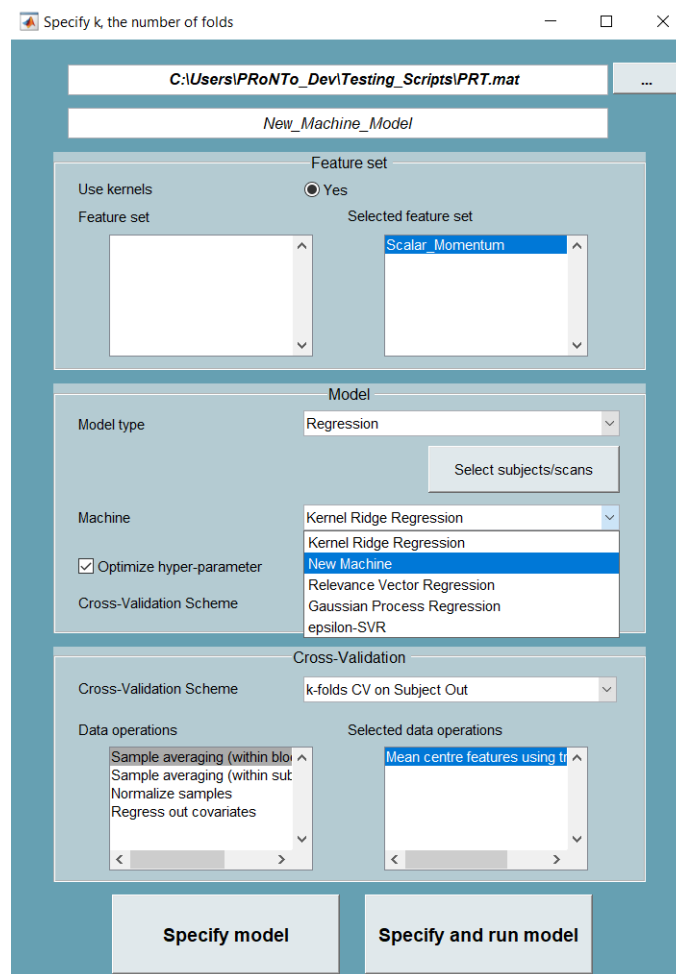 Specify k, the number of folds
C:\Users\PRoNTo_Dev\Testing_Scripts\PRT.mat
...
New_Machine_Model
Feature set
Use kernels
Yes
Feature set
Selected feature set
Scalar_Momentum
Model
Model type
Regression
Select subjects/scans
Machine
Kernel Ridge Regression
Kernel Ridge Regression
New Machine
Optimize hyper-parameter
Relevance Vector Regression
Gaussian Process Regression
Cross-Validation Scheme
epsilon-SVR
Cross-Validation
Cross-Validation Scheme
k-folds CV on Subject Out
Data operations
Selected data operations
Sample averaging (within bloc
Mean centre features using tr
Sample averaging (within sub
Normalize samples
Regress out covariates
Specify model
Specify and run model